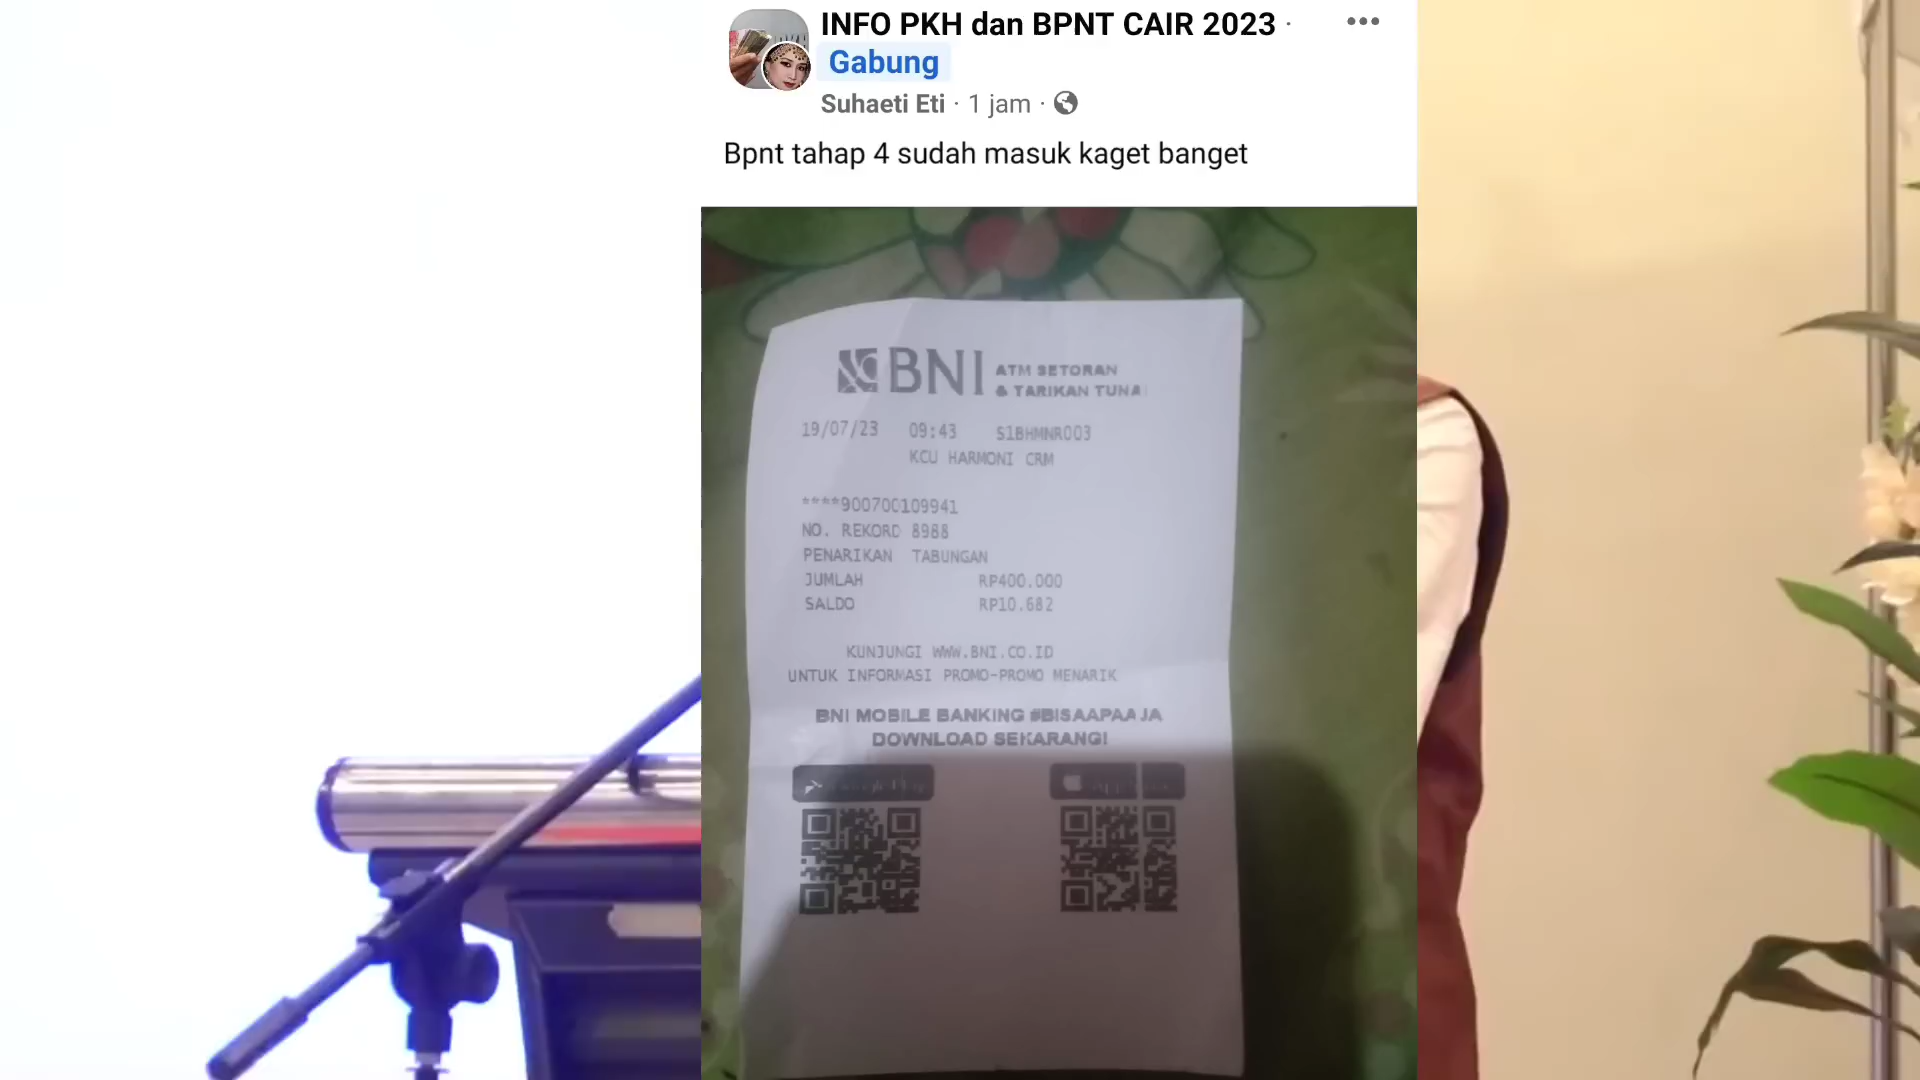 INFO PKH dan BPNT CAIR 2023 ·
Gabung
Suhaeti Eti · 1 jam ·
Bpnt tahap 4 sudah masuk kaget banget
BNI ATM SETORAN
& TARIKAN TUNAI
19/07/23 09:43 S1BHMNR003
KCU HARMONI CRM
****900700109941
NO. REKORD 8988
PENARIKAN TABUNGAN
JUMLAH RP400.000
SALDO RP10.682
KUNJUNGI WWW.BNI.CO.ID
UNTUK INFORMASI PROMO-PROMO MENARIK
BNI MOBILE BANKING #BISAAPAAJA
DOWNLOAD SEKARANG!